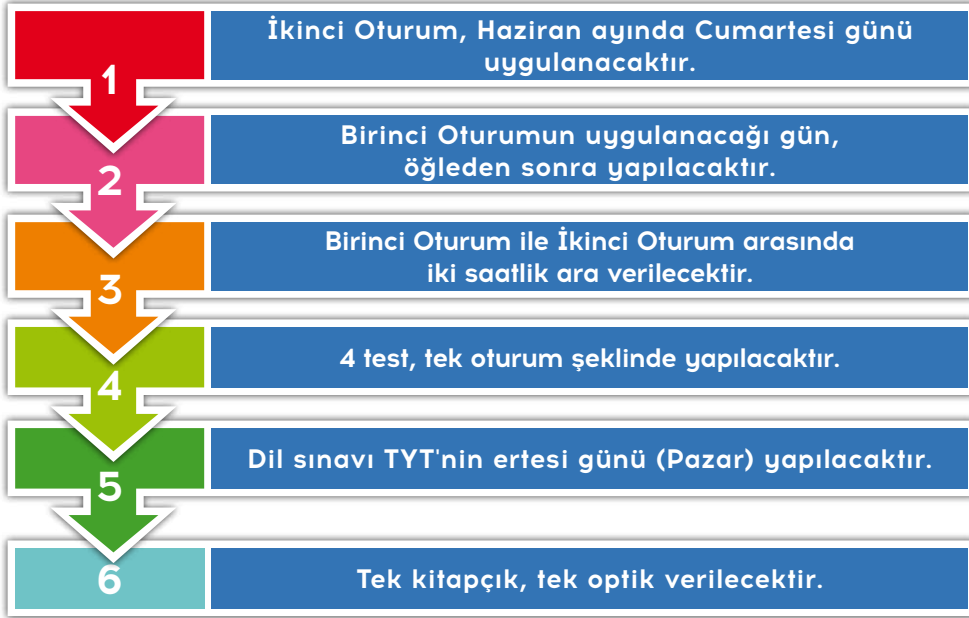 1
İkinci Oturum, Haziran ayında Cumartesi günü
uygulanacaktır.
2
Birinci Oturumun uygulanacağı gün,
öğleden sonra yapılacaktır.
3
Birinci Oturum ile İkinci Oturum arasında
iki saatlik ara verilecektir.
4
4 test, tek oturum şeklinde yapılacaktır.
5
Dil sınavı TYT'nin ertesi günü (Pazar) yapılacaktır.
6
Tek kitapçık, tek optik verilecektir.